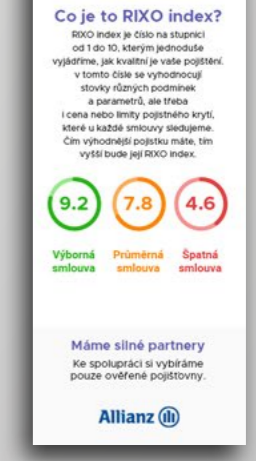 Co je to RIXO index?
RIXO index je číslo na stupnici
od 1 do 10, kterým jednoduše
vyjádříme, jak kvalitní je vaše pojištění.
v tomto čísle se vyhodnocují
stovky různých podmínek
a parametrů, ale třeba
i cena nebo limity pojistného krytí,
které u každé smlouvy sledujeme.
Čím výhodnější pojistku máte, tím
vyšší bude její RIXO index.
9.2 7.8 4.6
Výborná Průměrná Špatná
smlouva smlouva smlouva
Máme silné partnery
Ke spolupráci si vybíráme
pouze ověřené pojišťovny.
Allianz